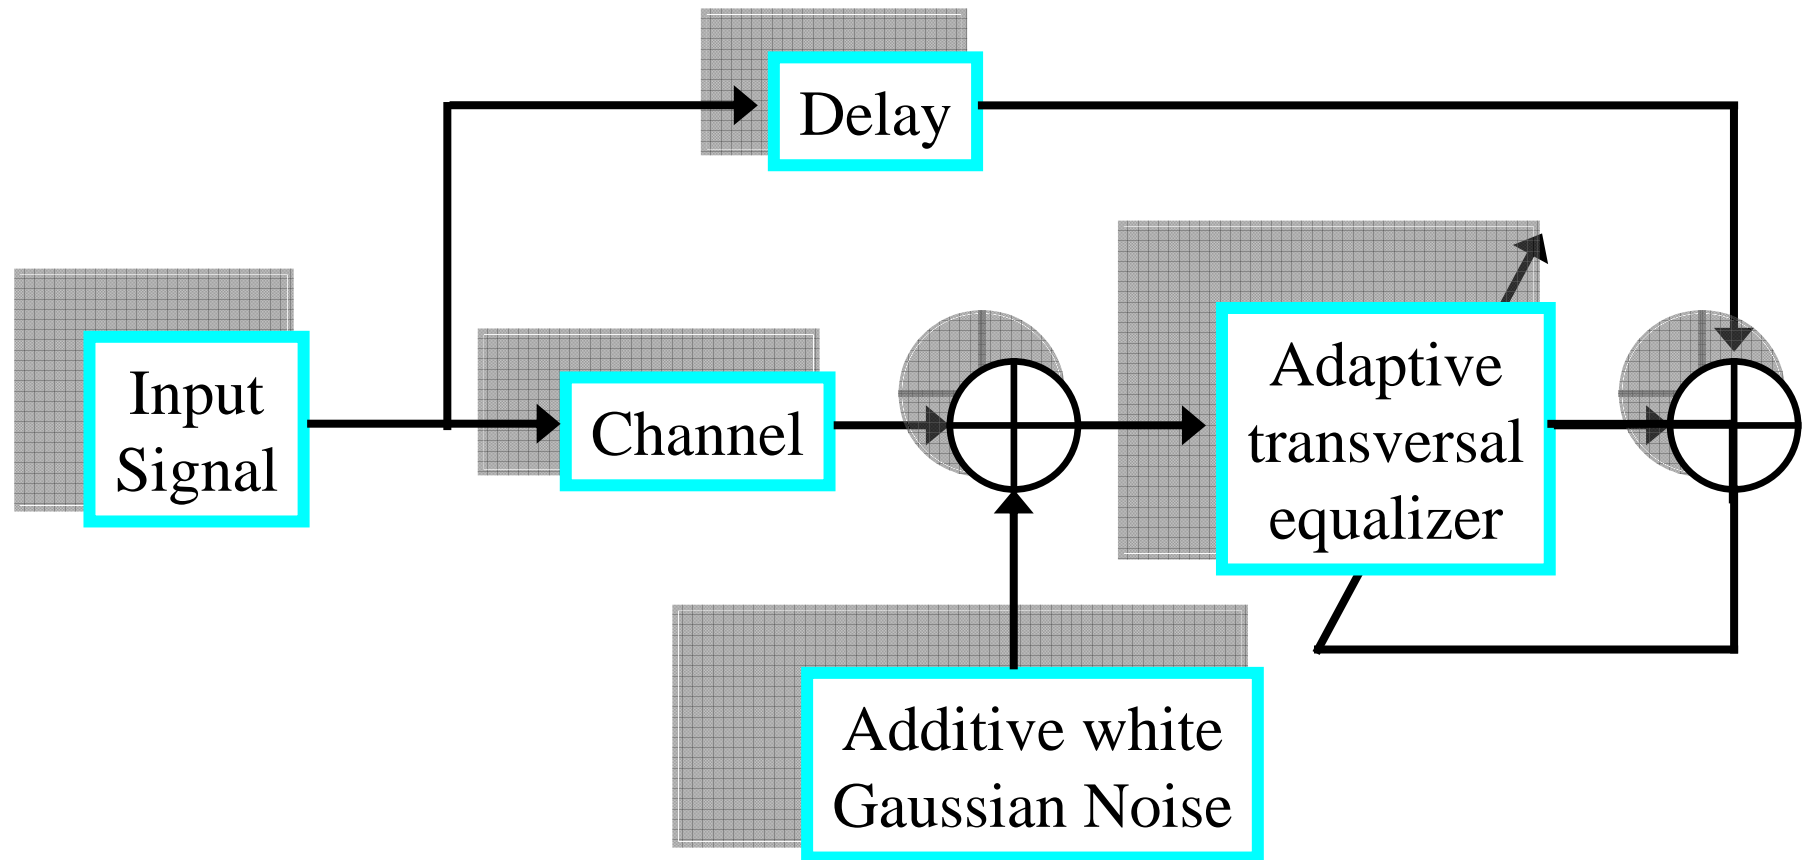 Delay
Input
Signal
Channel
Adaptive
transversal
equalizer
Additive white
Gaussian Noise